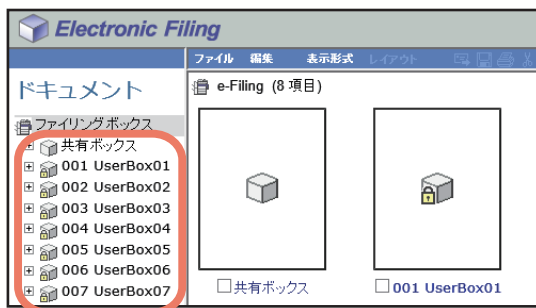 Electronic Filing
ファイル 編集 表示形式 レイアウト
ドキュメント
e-Filing (8 項目)
ファイリングボックス
共有ボックス
001 UserBox01
002 UserBox02
003 UserBox03
004 UserBox04
005 UserBox05
006 UserBox06
007 UserBox07
共有ボックス
001 UserBox01